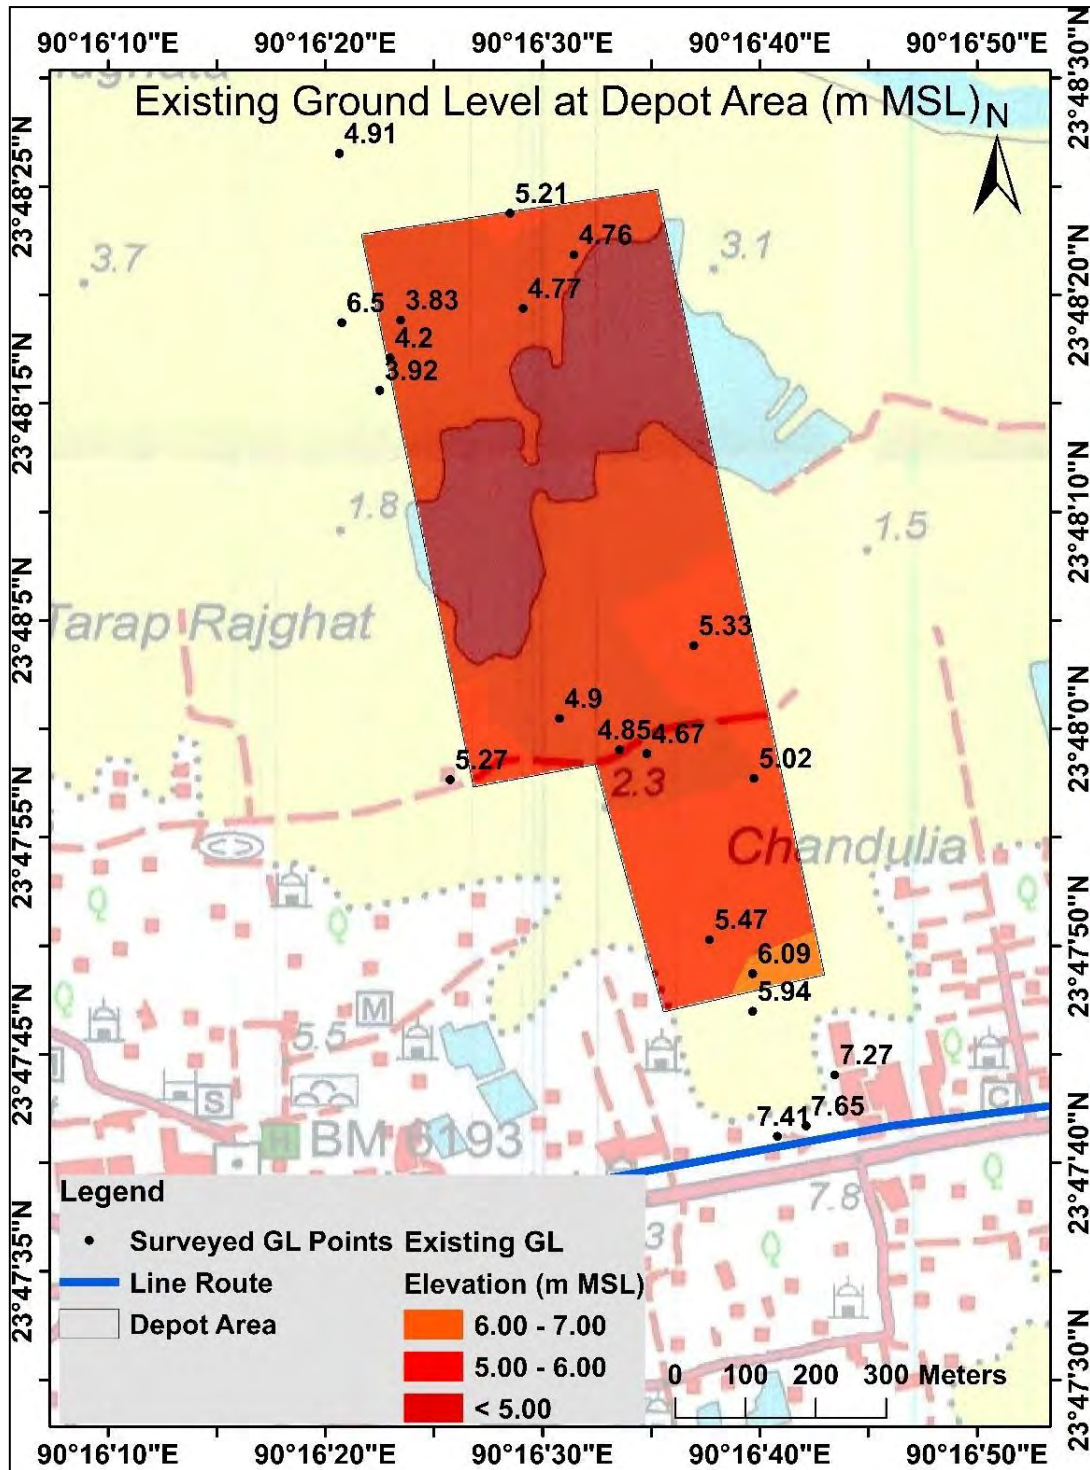 90°16'10"E 90°16'20"E 90°16'30"E 90°16'40"E 90°16'50"E
Existing Ground Level at Depot Area (m MSL)
N
4.91
5.21
4.76
3.1
3.7
4.77
6.5
3.83
4.2
3.92
1.8
1.5
Tarap Rajghat
5.33
4.9
4.85
4.67
5.27
5.02
2.3
Chandulia
5.47
6.09
5.94
M
5.5
7.27
S
C
7.65
7.41
H
BM 6193
7.8
3
Legend
Surveyed GL Points
Line Route
Depot Area
Existing GL
Elevation (m MSL)
6.00 - 7.00
5.00 - 6.00
< 5.00
0 100 200 300 Meters
90°16'10"E 90°16'20"E 90°16'30"E 90°16'40"E 90°16'50"E
23°48'25"N
23°48'20"N
23°48'15"N
23°48'10"N
23°48'5"N
23°48'0"N
23°47'55"N
23°47'50"N
23°47'45"N
23°47'40"N
23°47'35"N
23°48'30"N
23°47'30"N